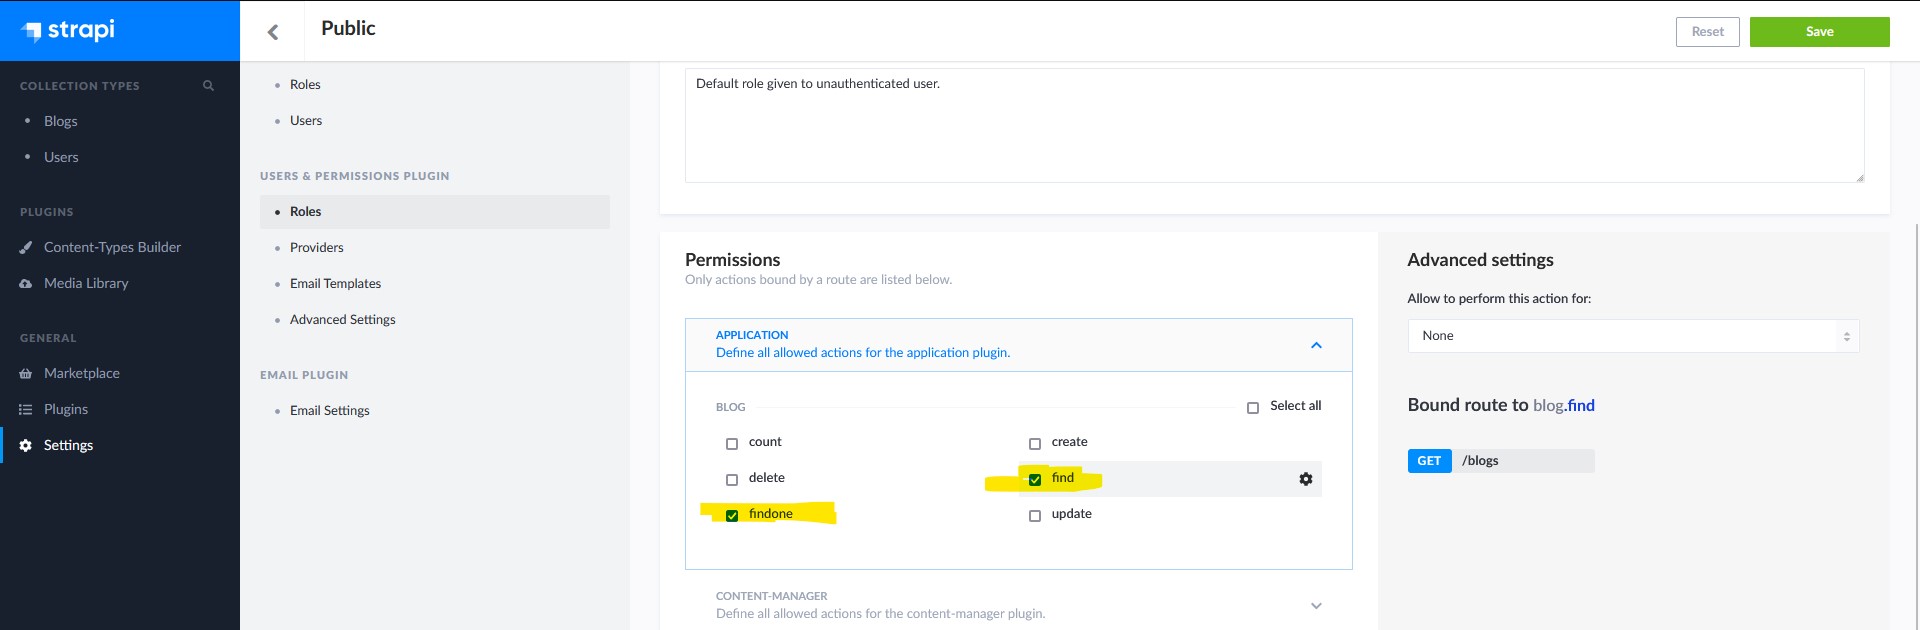 strapi
Public
Reset
Save
COLLECTION TYPES
Blogs
Users
PLUGINS
Content-Types Builder
Media Library
GENERAL
Marketplace
Plugins
Settings
Roles
Users
USERS & PERMISSIONS PLUGIN
Roles
Providers
Email Templates
Advanced Settings
EMAIL PLUGIN
Email Settings
Default role given to unauthenticated user.
Permissions
Only actions bound by a route are listed below.
APPLICATION
Define all allowed actions for the application plugin.
BLOG
Select all
count
create
delete
find
findone
update
CONTENT-MANAGER
Define all allowed actions for the content-manager plugin.
Advanced settings
Allow to perform this action for:
None
Bound route to blog.find
GET /blogs